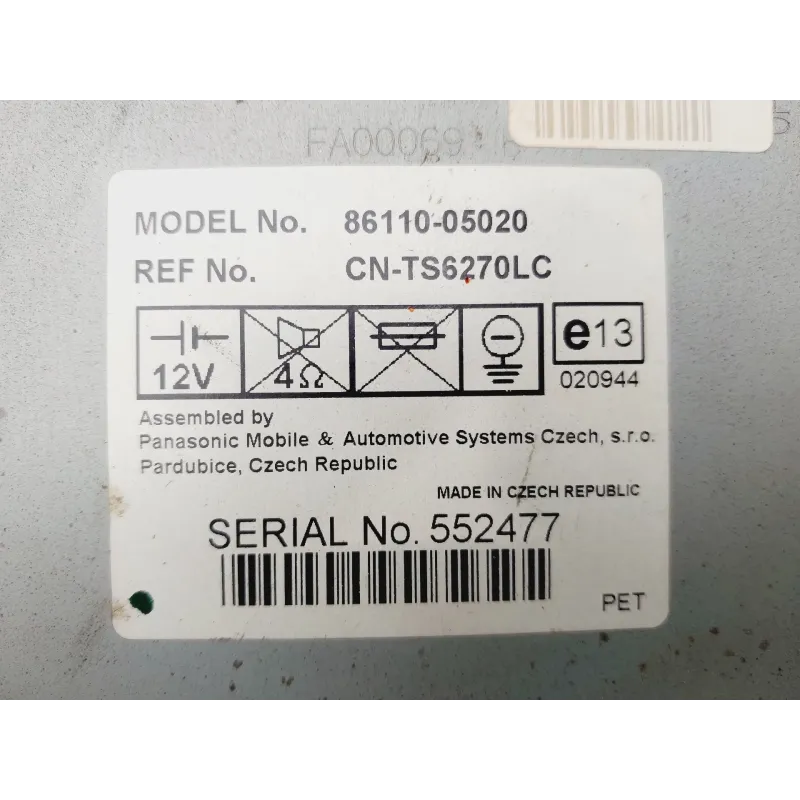 FA00069
5
MODEL No. 86110-05020
REF No. CN-TS6270LC
12V 4Ω e13
020944
Assembled by
Panasonic Mobile & Automotive Systems Czech, s.r.o.
Pardubice, Czech Republic
MADE IN CZECH REPUBLIC
SERIAL No. 552477
PET